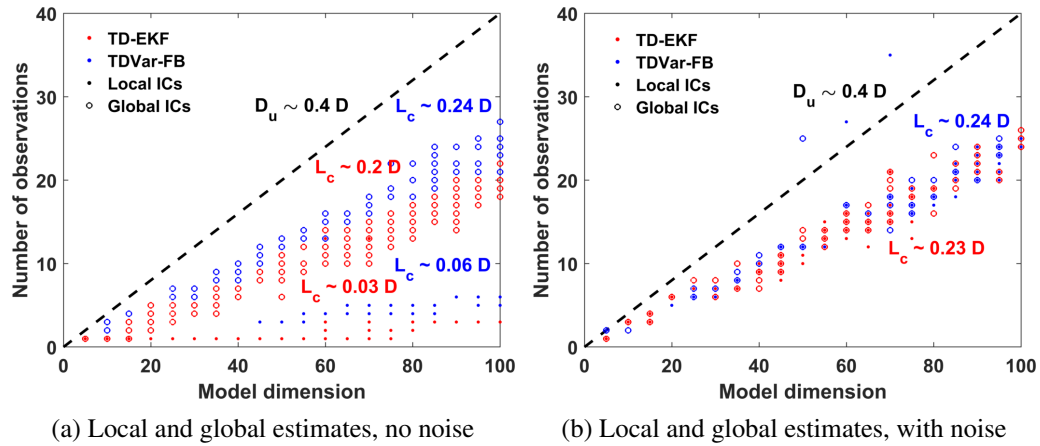 40
30
20
10
0
Number of observations
TD-EKF
TDVar-FB
Local ICs
Global ICs
D_u ~ 0.4 D
L_c ~ 0.24 D
L_c ~ 0.2 D
L_c ~ 0.06 D
L_c ~ 0.03 D
0 20 40 60 80 100
Model dimension
(a) Local and global estimates, no noise
40
30
20
10
0
Number of observations
TD-EKF
TDVar-FB
Local ICs
Global ICs
D_u ~ 0.4 D
L_c ~ 0.24 D
L_c ~ 0.23 D
0 20 40 60 80 100
Model dimension
(b) Local and global estimates, with noise